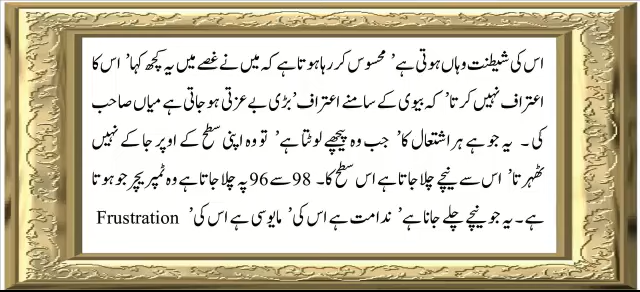 اس کی شیطنت وہاں ہوتی ہے’ محسوس کر رہا ہوتا ہے کہ میں نے غصے میں یہ کچھ کہا’ اس کا
اعتراف نہیں کرتا’ کہ بیوی کے سامنے اعتراف’ بڑی بے عزتی ہو جاتی ہے میاں صاحب
کی ۔ یہ جو ہے ہر اشتعال کا’ جب وہ پیچھے لوٹتا ہے’ تو وہ اپنی سطح کے اوپر جا کے نہیں
ٹھہرتا’ اس سے نیچے چلا جاتا ہے اس سطح کا۔ 98 سے 96 پہ چلا جاتا ہے وہ ٹمپریچر جو ہوتا
ہے۔ یہ جو نیچے چلے جانا ہے’ ندامت ہے اس کی’ مایوسی ہے اس کی’ Frustration